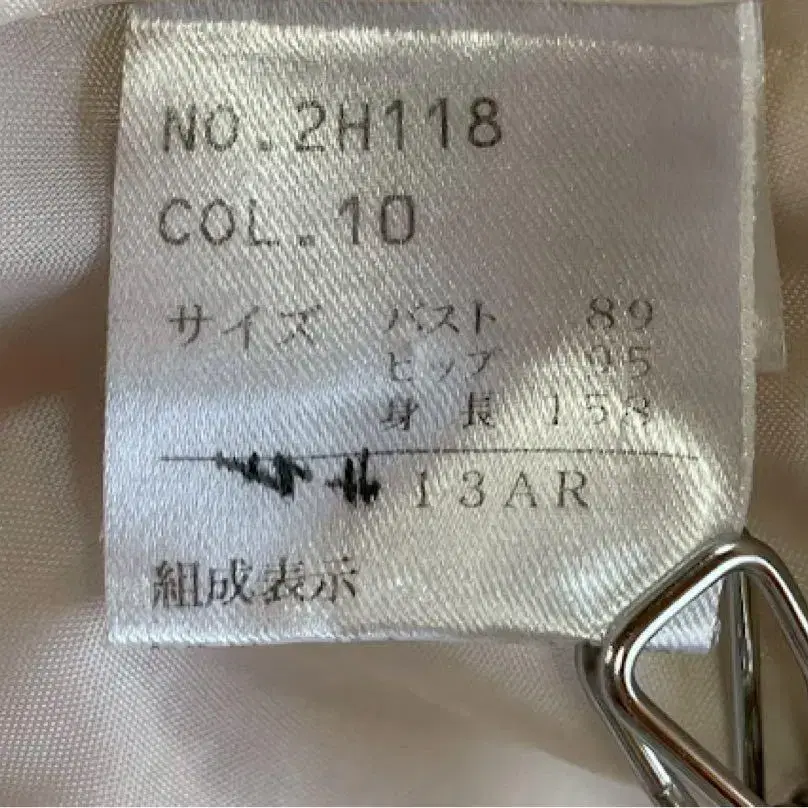 NO.2H118
COL.10
サイズ バスト 89
ヒップ 95
身長 158
13AR
組成表示